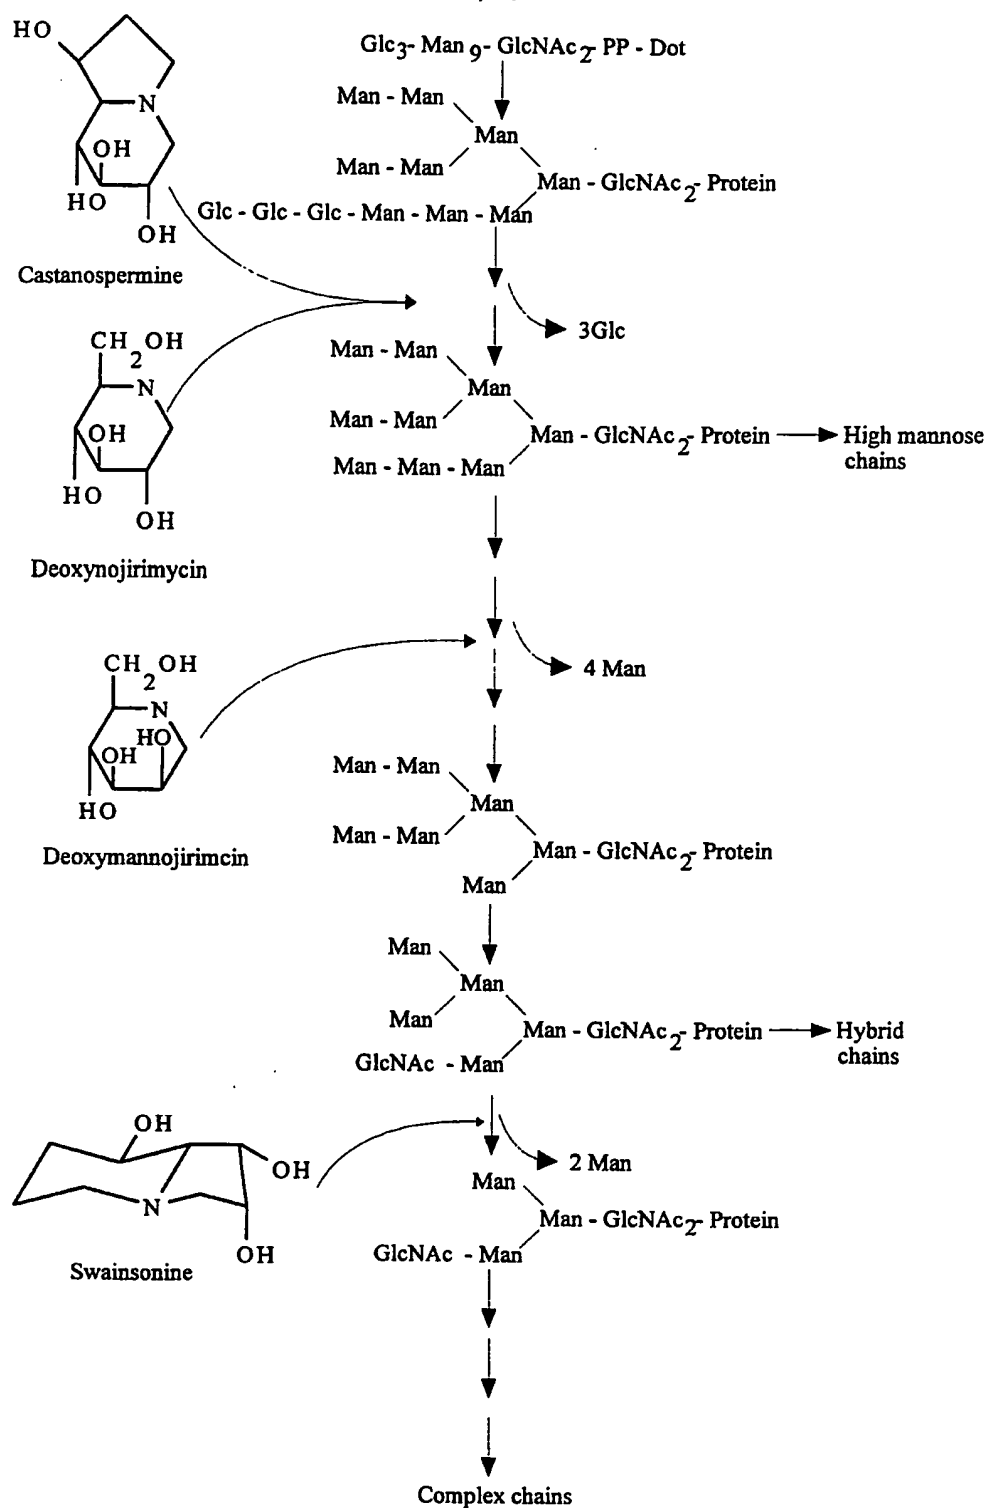 Glc3- Man9- GlcNAc2- PP - Dot
HO
N
OH
HO
OH
Castanospermine
Man - Man
Man
Man - Man
Man - GlcNAc2- Protein
Glc - Glc - Glc - Man - Man - Man
3Glc
CH2OH
N
OH
HO
OH
Deoxynojirimycin
Man - Man
Man
Man - Man
Man - GlcNAc2- Protein
High mannose
chains
Man - Man - Man
4 Man
CH2OH
N
HO
OH
HO
Deoxymannojirimcin
Man - Man
Man
Man - Man
Man - GlcNAc2- Protein
Man
Man
Man
Man
Man - GlcNAc2- Protein
Hybrid
chains
GlcNAc - Man
OH
OH
N
OH
Swainsonine
2 Man
Man
Man - GlcNAc2- Protein
GlcNAc - Man
Complex chains